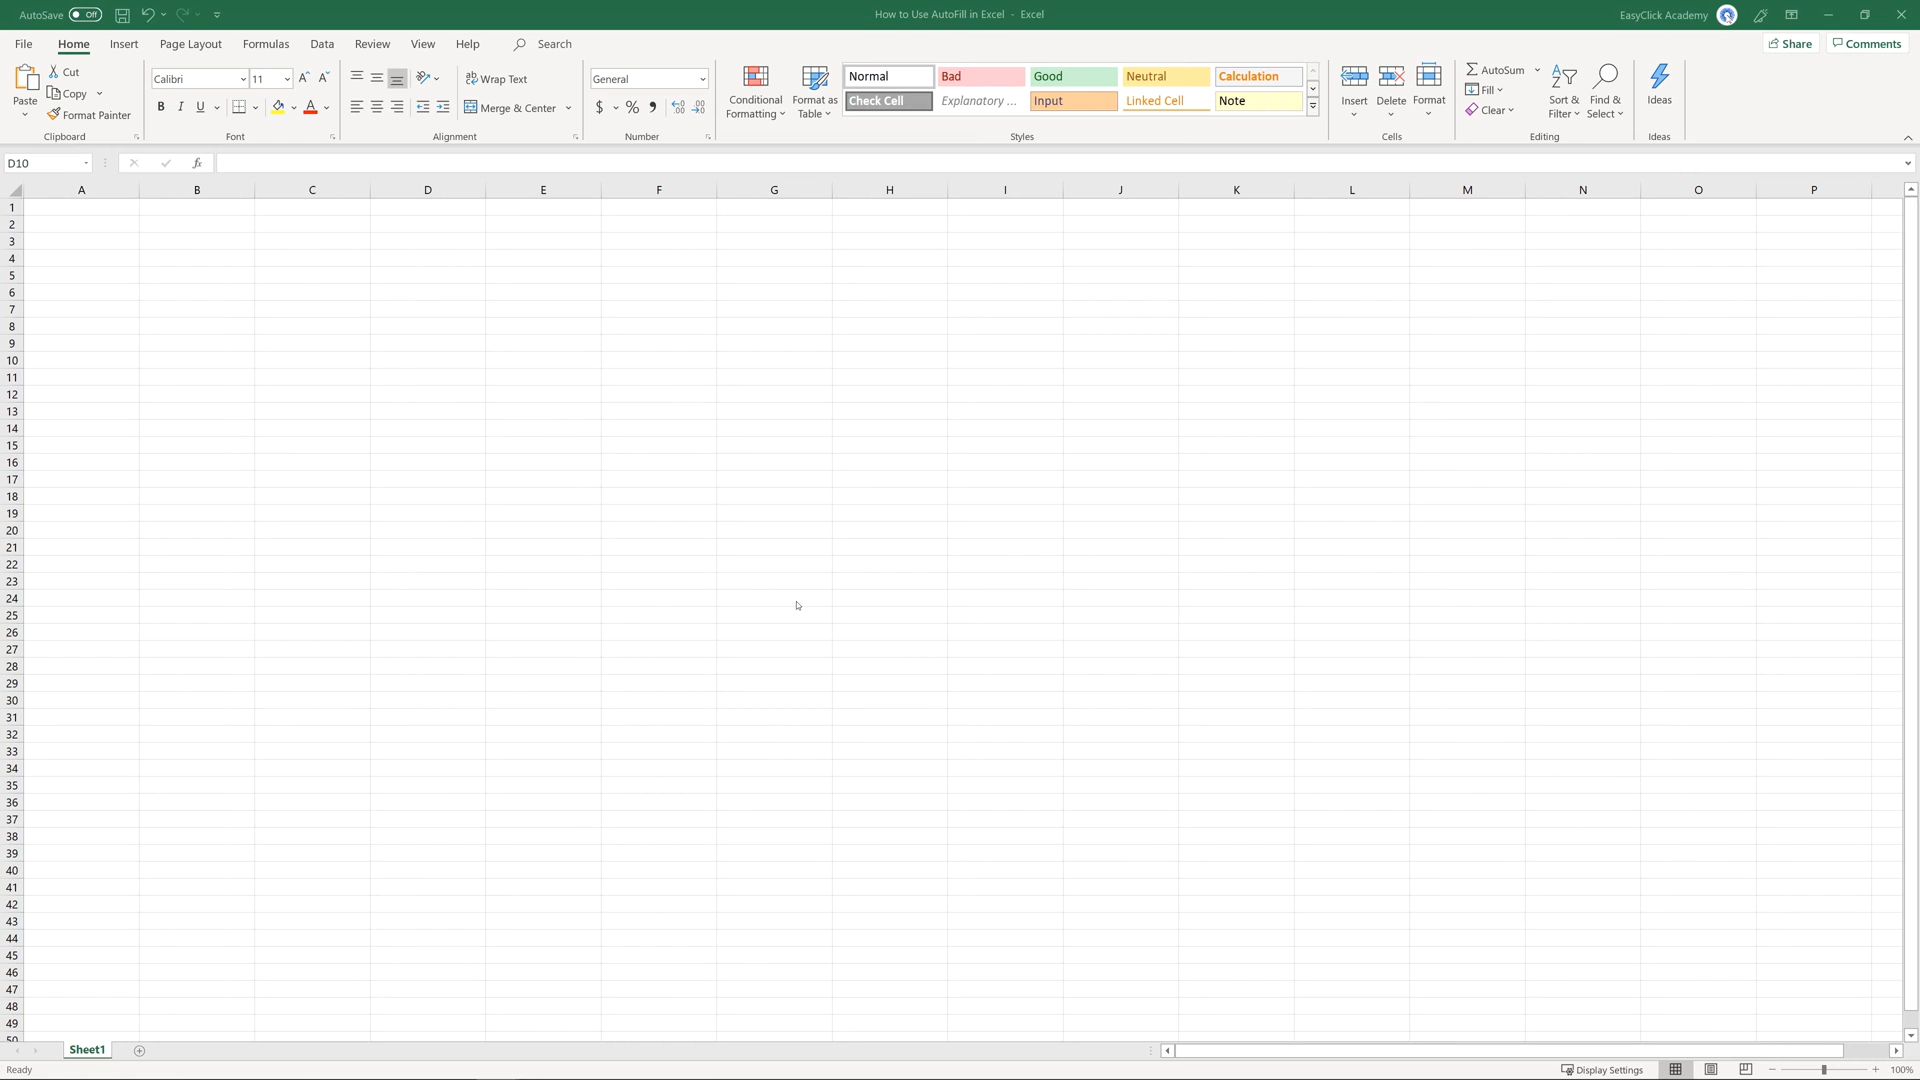 AutoSave Off How to Use AutoFill in Excel - Excel EasyClick Academy
File Home Insert Page Layout Formulas Data Review View Help Search Share Comments
Paste Cut Copy Format Painter
Clipboard
Calibri 11
B I U
Font
Wrap Text
Merge & Center
Alignment
General
$ % ,
Number
Conditional Formatting
Format as Table
Normal Bad Good Neutral Calculation
Check Cell Explanatory ... Input Linked Cell Note
Styles
Insert Delete Format
Cells
AutoSum
Fill
Clear
Sort & Filter
Find & Select
Editing
Ideas
Ideas
D10 fx
A B C D E F G H I J K L M N O P
1
2
3
4
5
6
7
8
9
10
11
12
13
14
15
16
17
18
19
20
21
22
23
24
25
26
27
28
29
30
31
32
33
34
35
36
37
38
39
40
41
42
43
44
45
46
47
48
49
50
Sheet1
Ready Display Settings 100%